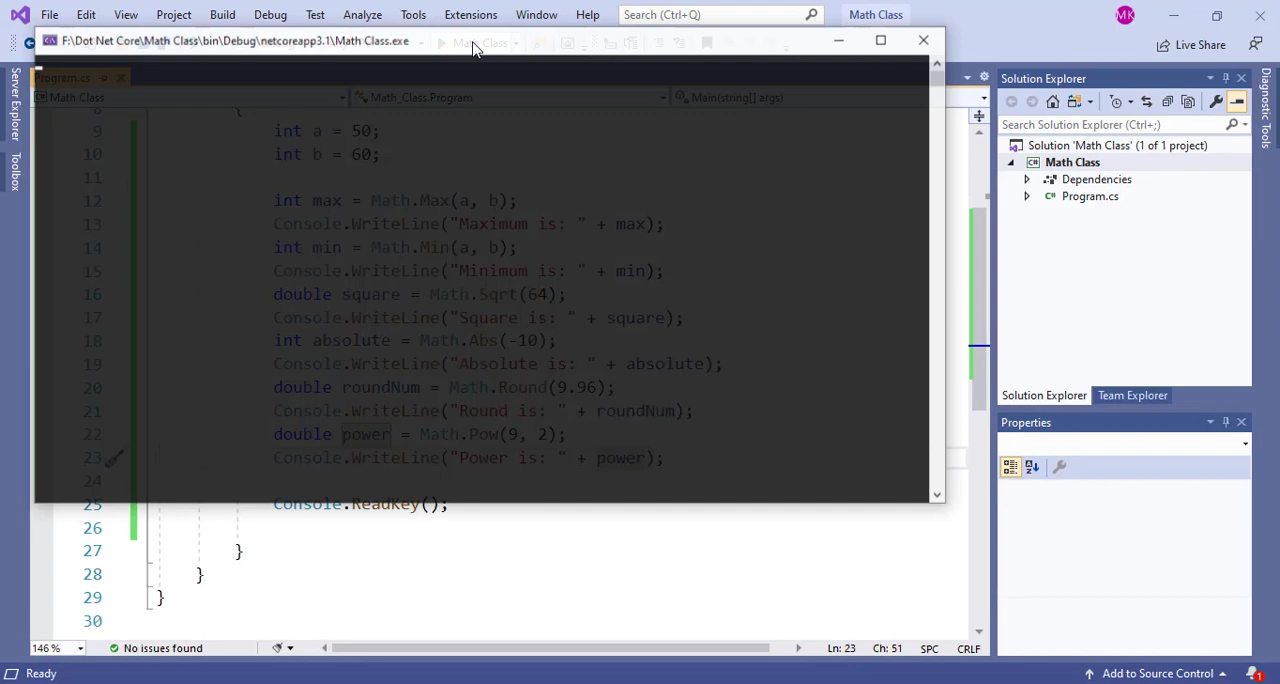 File Edit View Project Build Debug Test Analyze Tools Extensions Window Help Search (Ctrl+Q) Math Class MK
F:\Dot Net Core\Math Class\bin\Debug\netcoreapp3.1\Math Class.exe
Math Class
Live Share
Server Explorer
Toolbox
Progrem.cs
Math Class Math_Class.Program Main(string[] args)
8 {
9 int a = 50;
10 int b = 60;
11
12 int max = Math.Max(a, b);
13 Console.WriteLine("Maximum is: " + max);
14 int min = Math.Min(a, b);
15 Console.WriteLine("Minimum is: " + min);
16 double square = Math.Sqrt(64);
17 Console.WriteLine("Square is: " + square);
18 int absolute = Math.Abs(-10);
19 Console.WriteLine("Absolute is: " + absolute);
20 double roundNum = Math.Round(9.96);
21 Console.WriteLine("Round is: " + roundNum);
22 double power = Math.Pow(9, 2);
23 Console.WriteLine("Power is: " + power);
24
25 Console.ReadKey();
26
27 }
28 }
29 }
30
146 % No issues found Ln: 23 Ch: 51 SPC CRLF
Solution Explorer
Search Solution Explorer (Ctrl+;)
Solution 'Math Class' (1 of 1 project)
C# Math Class
Dependencies
C# Program.cs
Solution Explorer Team Explorer
Properties
Diagnostic Tools
Ready Add to Source Control 1